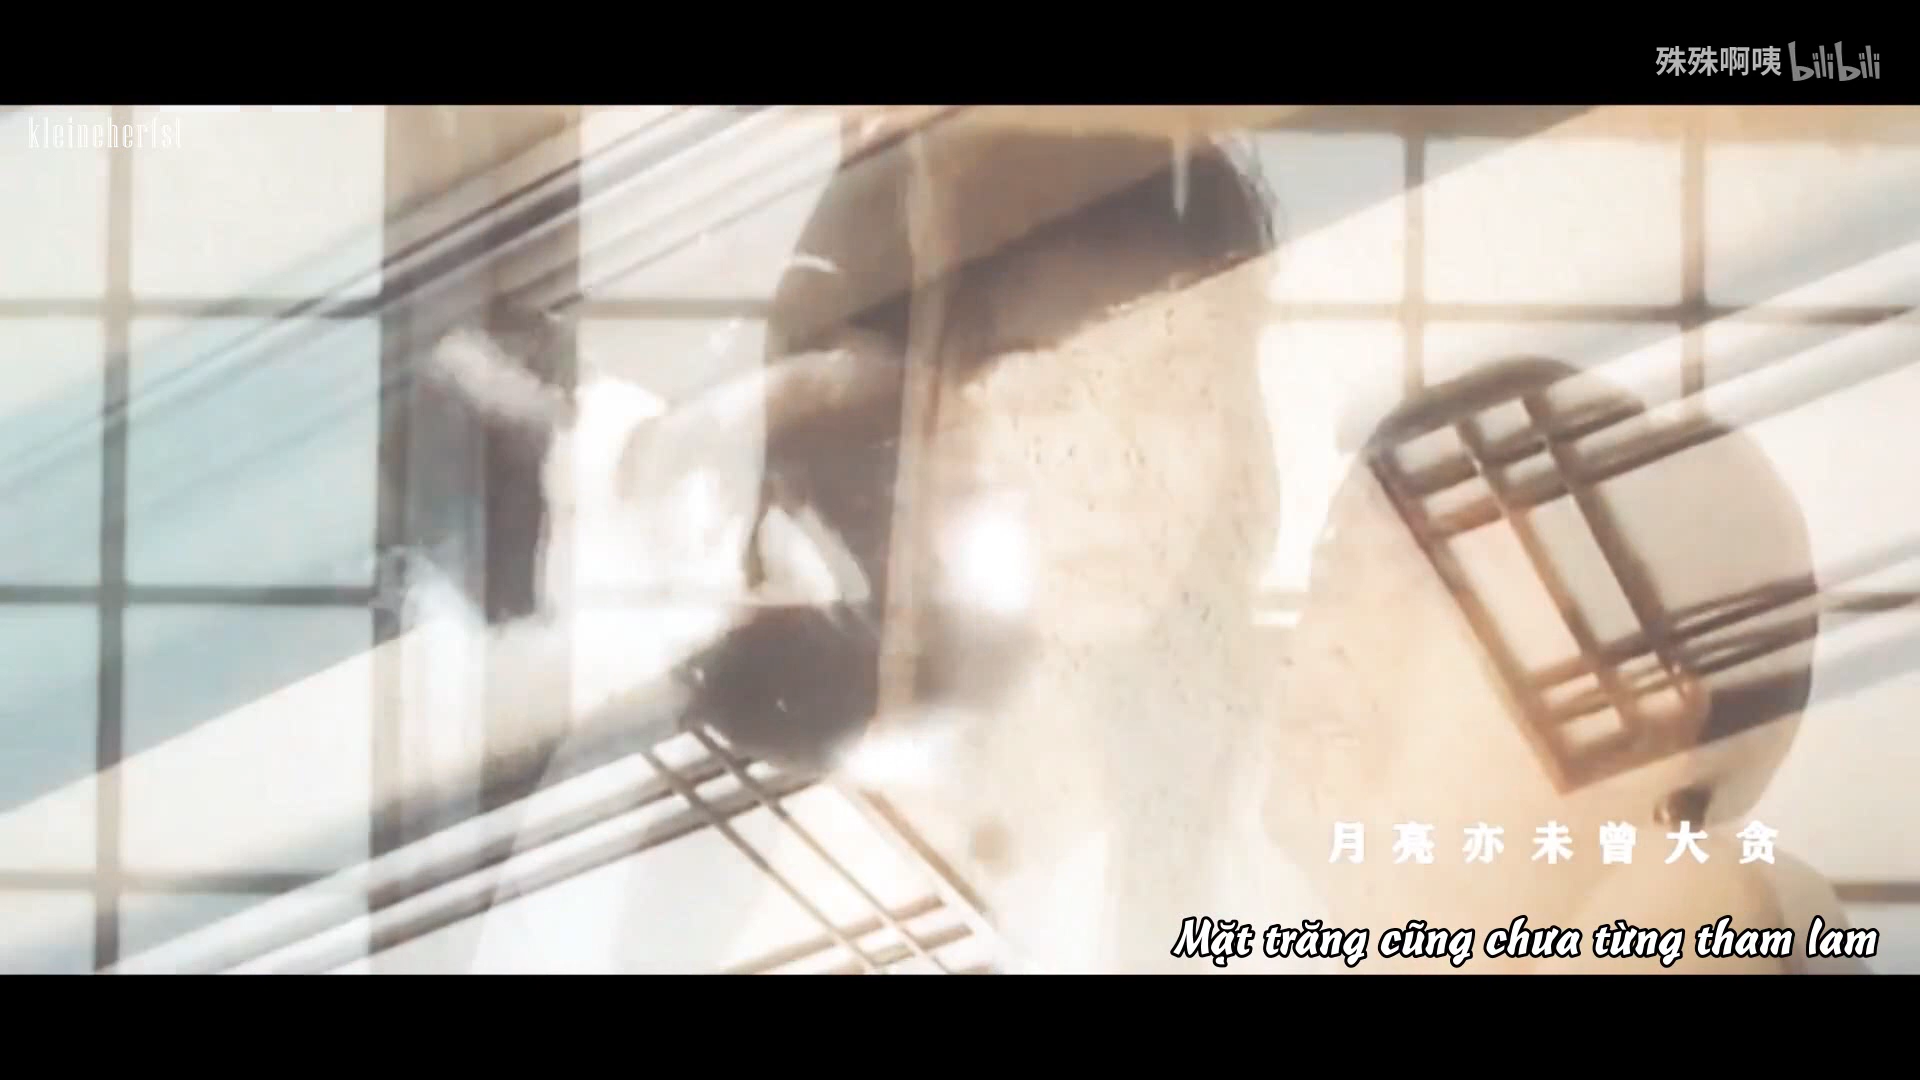 殊殊啊咦 bilibili
kleineherfst
月亮亦未曾大贪
Mặt trăng cũng chưa từng tham lam